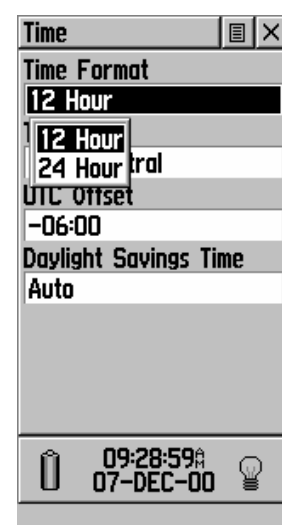 Time
Time Format
12 Hour
12 Hour
24 Hour
UTC Offset
-06:00
Daylight Savings Time
Auto
09:28:59AM
07-DEC-00